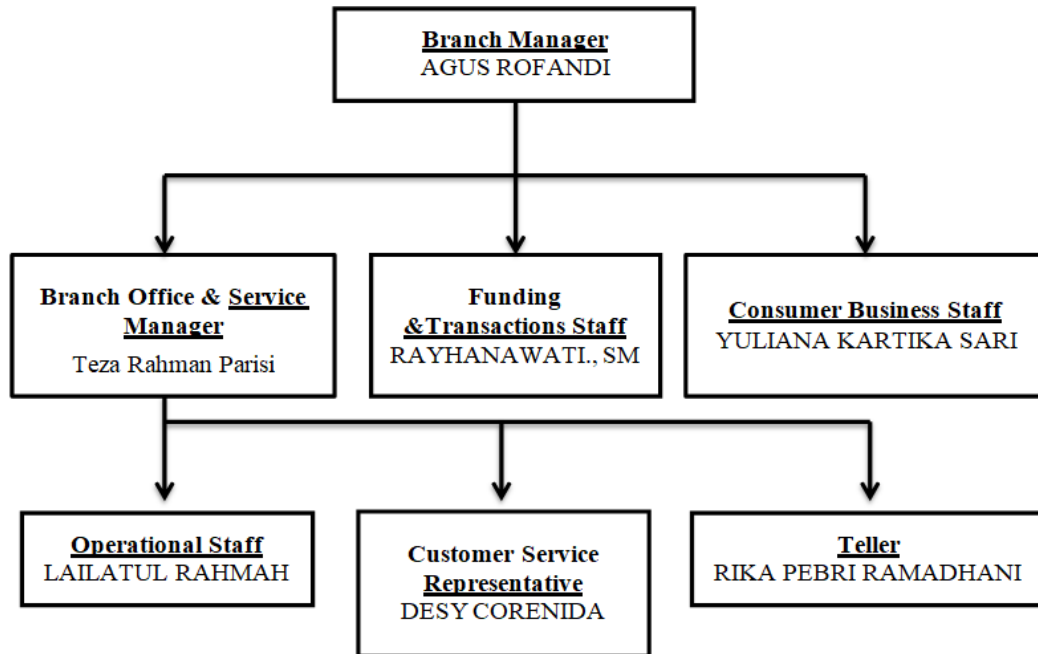 Branch Manager
AGUS ROFANDI
Branch Office & Service
Manager
Teza Rahman Parisi
Funding
&Transactions Staff
RAYHANAWATI., SM
Consumer Business Staff
YULIANA KARTIKA SARI
Operational Staff
LAILATUL RAHMAH
Customer Service
Representative
DESY CORENIDA
Teller
RIKA PEBRI RAMADHANI